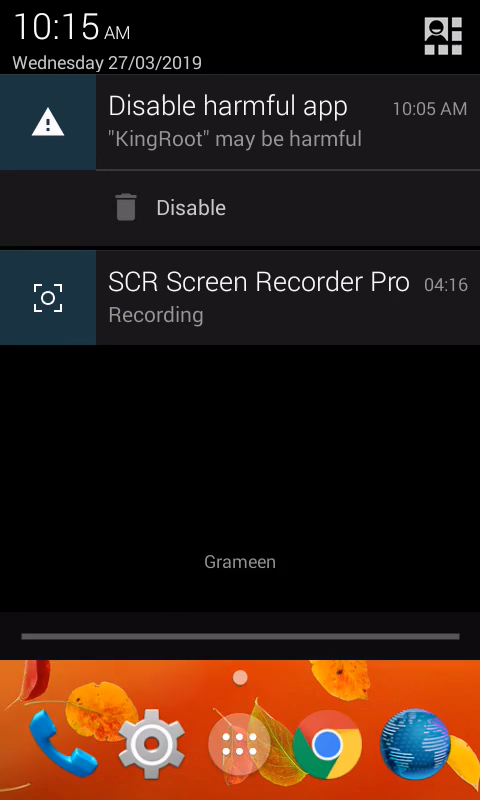 10:15 AM
Wednesday 27/03/2019
Disable harmful app 10:05 AM
"KingRoot" may be harmful
Disable
SCR Screen Recorder Pro 04:16
Recording
Grameen